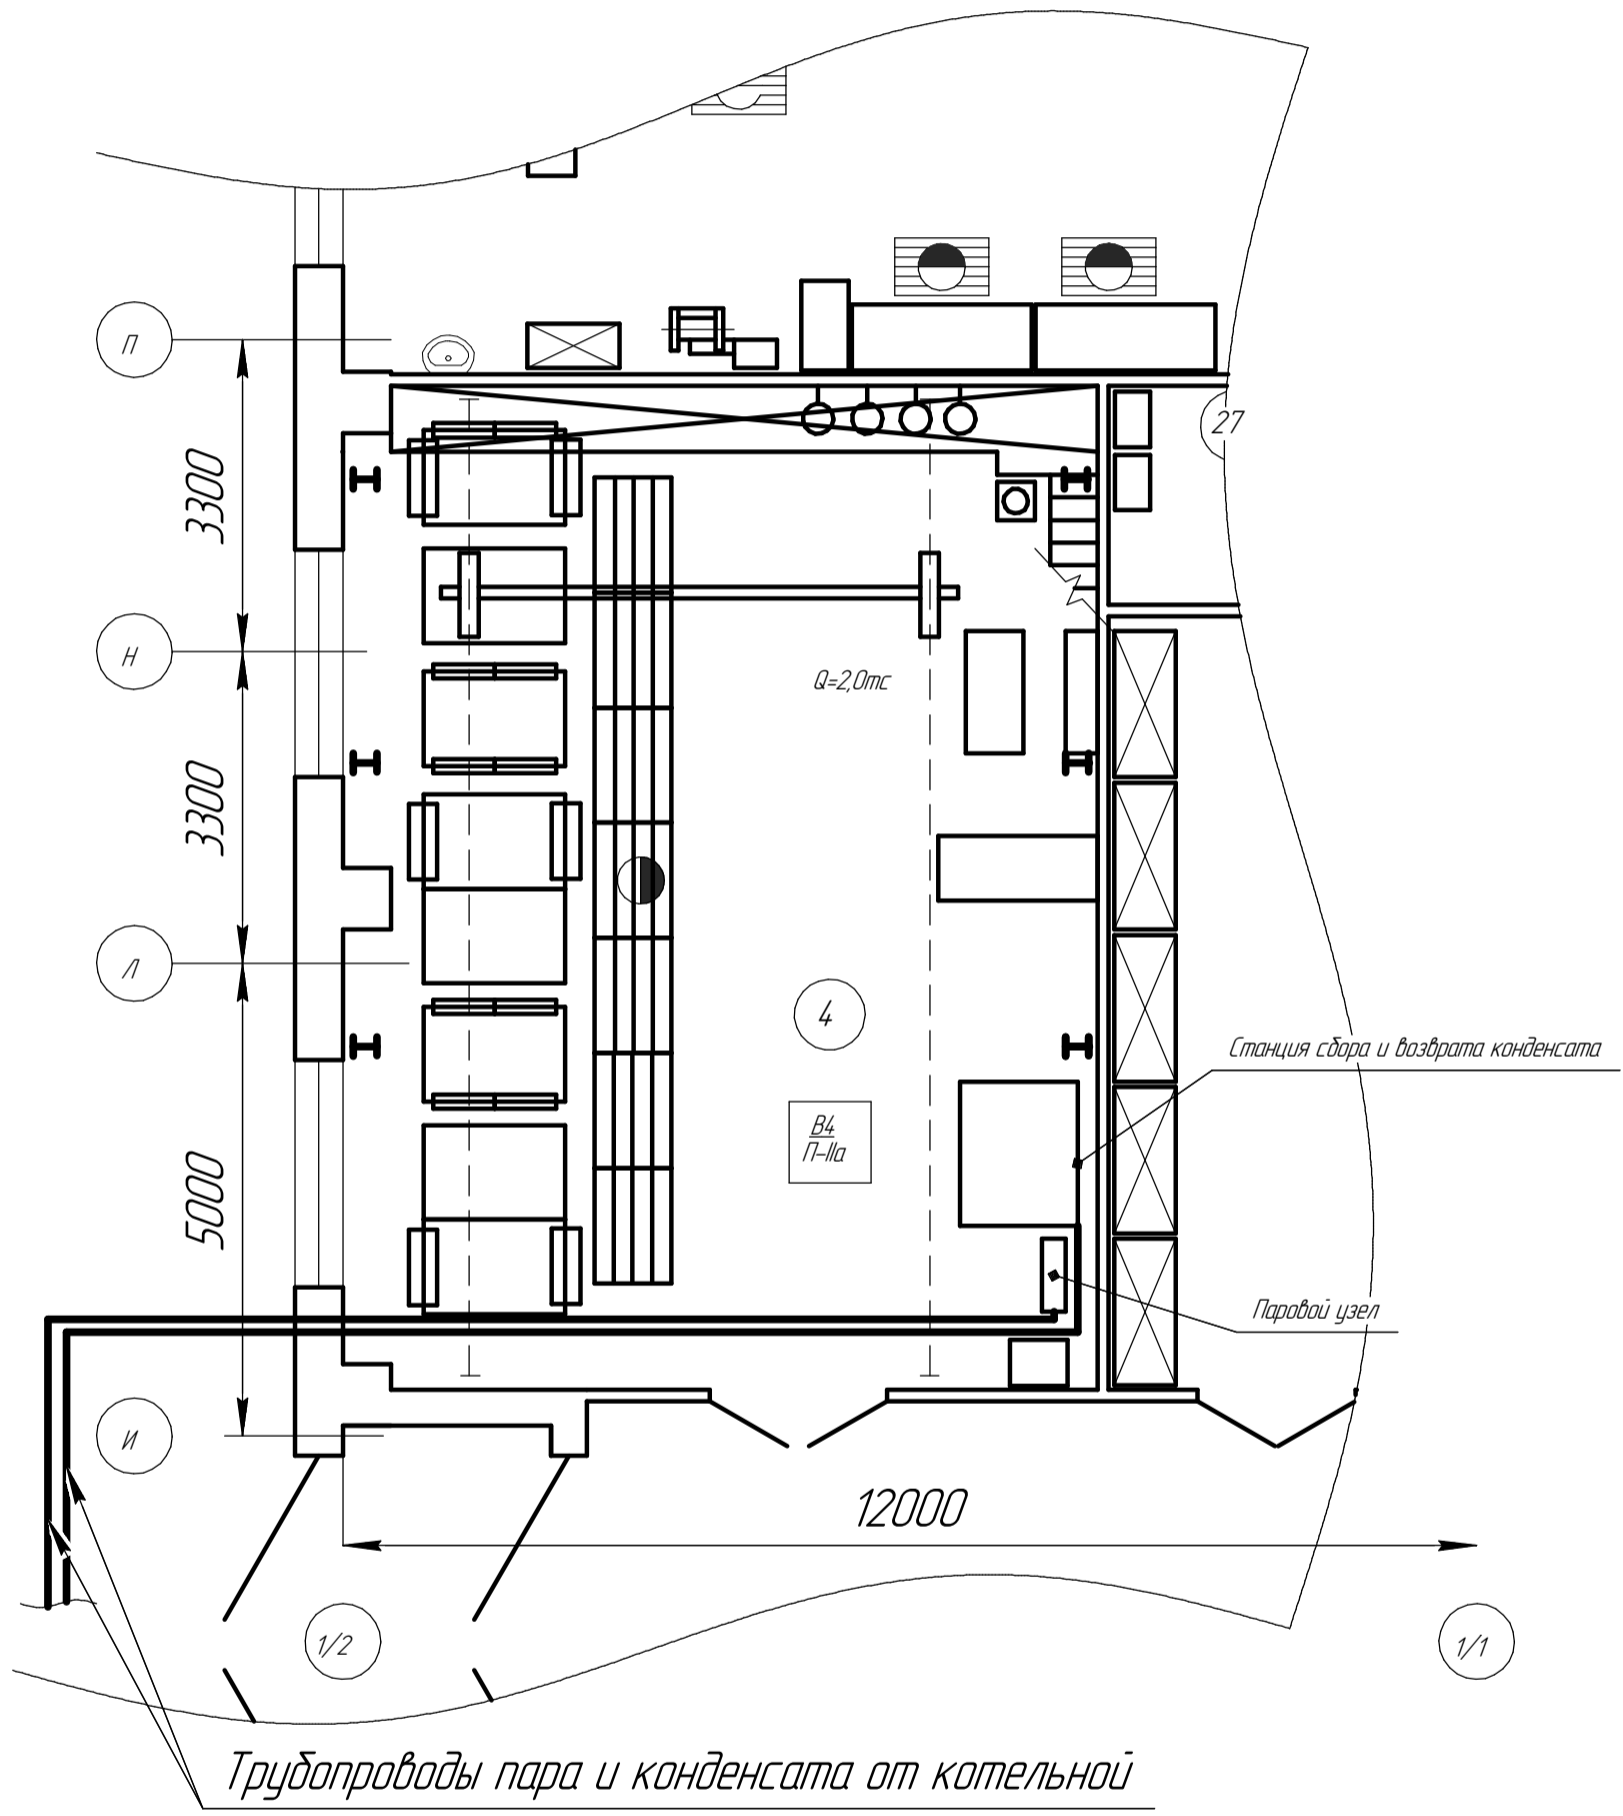 П
27
3300
Н
Q=2,0тс
3300
Л
4
Станция сбора и возврата конденсата
В4
П-IIа
5000
Паровой узел
И
12000
1/2
1/1
Трубопроводы пара и конденсата от котельной